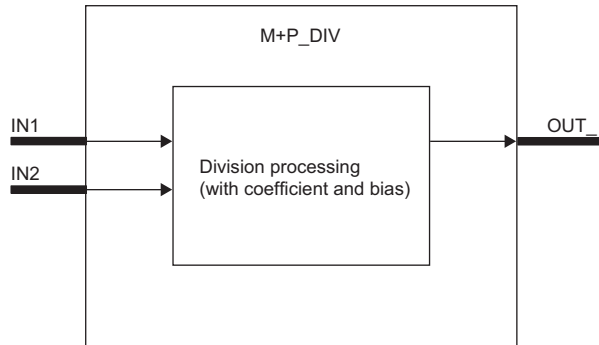 M+P_DIV
IN1
OUT_
IN2
Division processing
(with coefficient and bias)